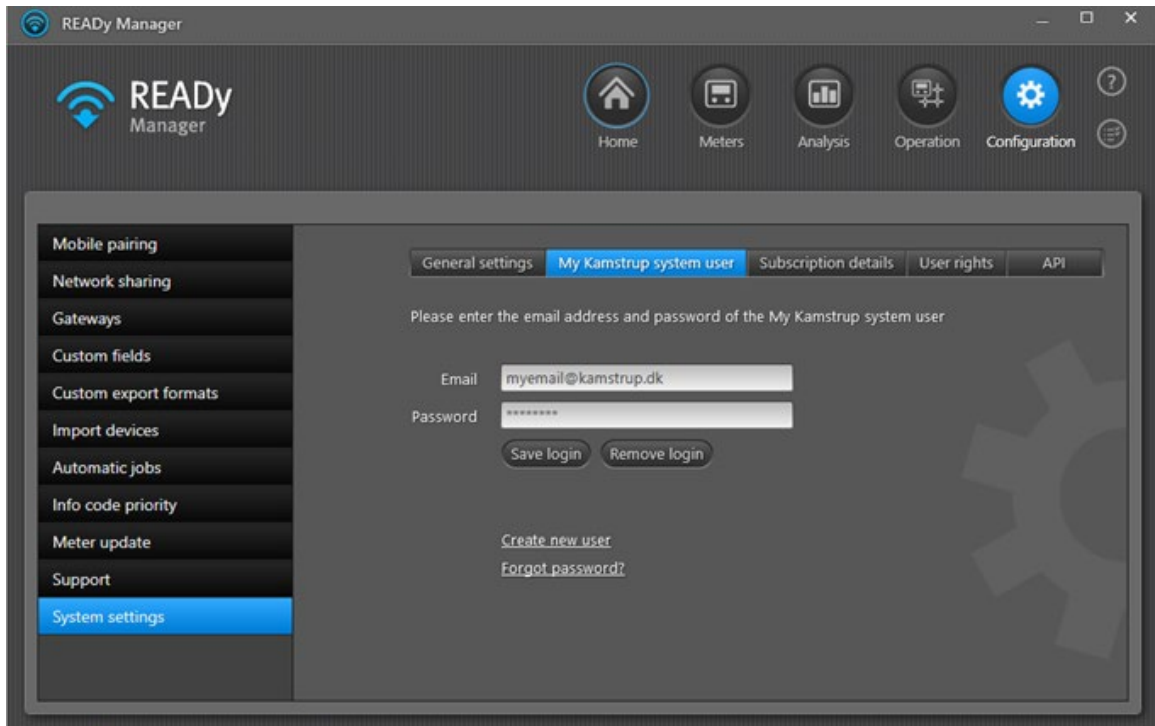 READy Manager
READy
Manager
Home Meters Analysis Operation Configuration
?
Mobile pairing
Network sharing
Gateways
Custom fields
Custom export formats
Import devices
Automatic jobs
Info code priority
Meter update
Support
System settings
General settings My Kamstrup system user Subscription details User rights API
Please enter the email address and password of the My Kamstrup system user
Email myemail@kamstrup.dk
Password ********
Save login Remove login
Create new user
Forgot password?